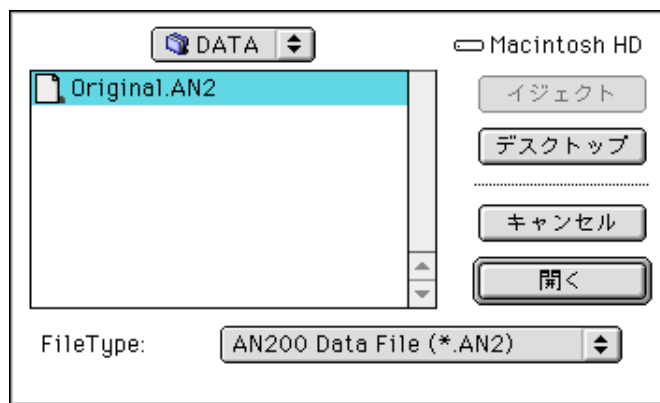 DATA
Macintosh HD
Original.AN2
イジェクト
デスクトップ
キャンセル
開く
FileType:
AN200 Data File (*.AN2)